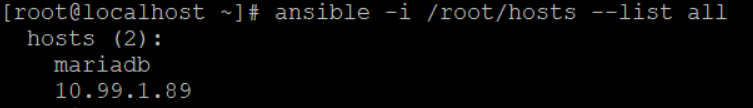 [root@localhost ~]# ansible -i /root/hosts --list all
hosts (2):
mariadb
10.99.1.89